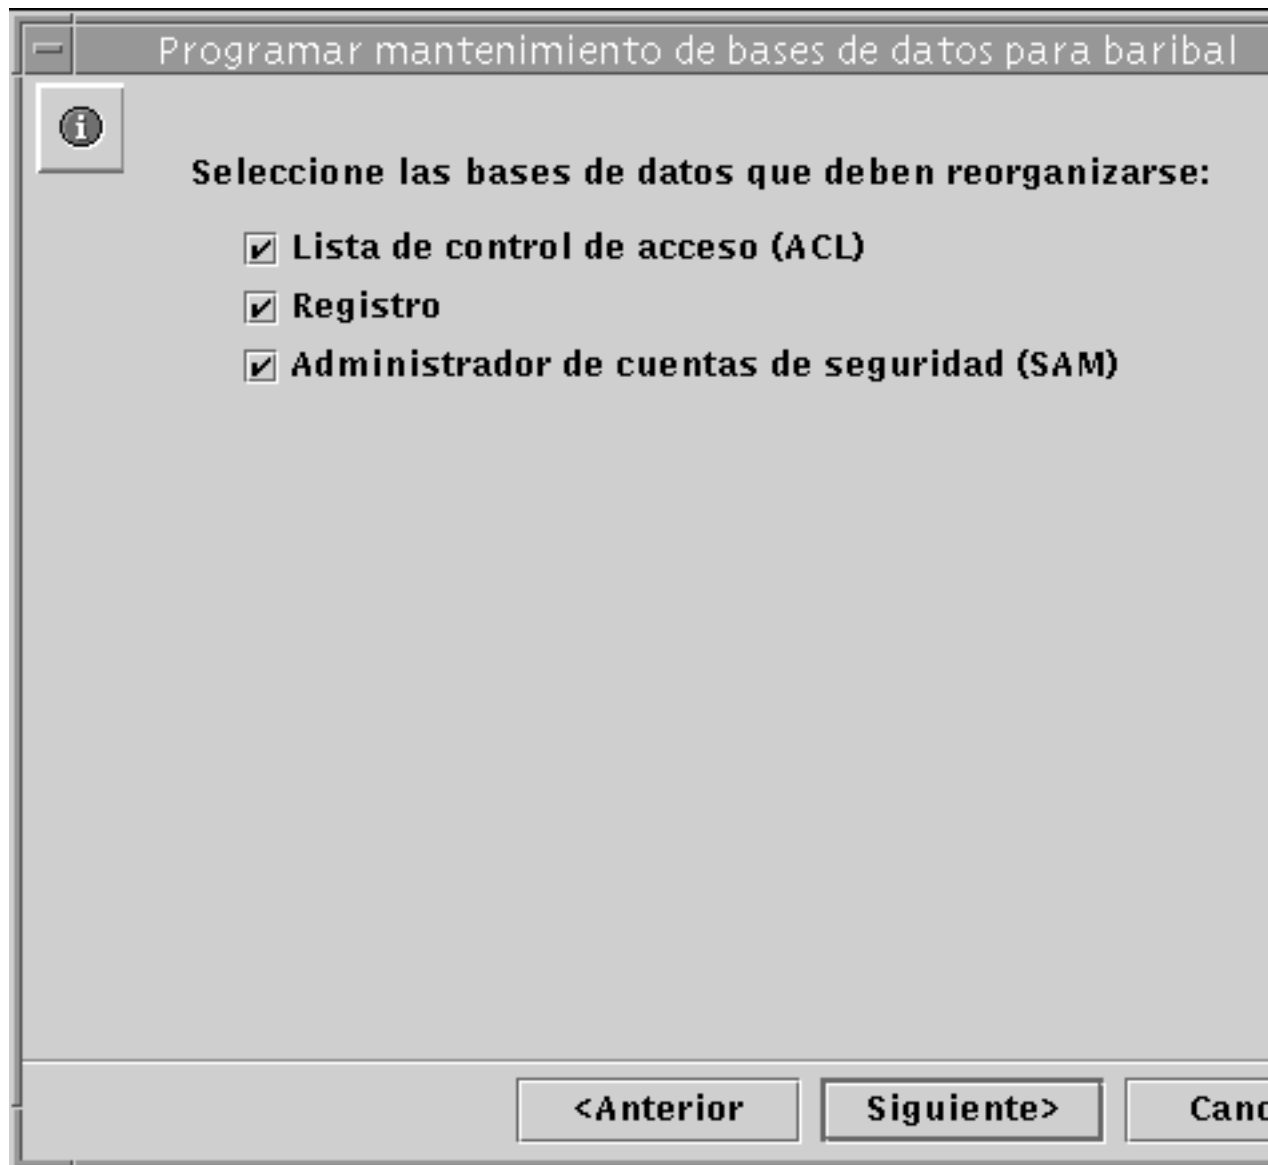 Programar mantenimiento de bases de datos para baribal
Seleccione las bases de datos que deben reorganizarse:
Lista de control de acceso (ACL)
Registro
Administrador de cuentas de seguridad (SAM)
<Anterior Siguiente>